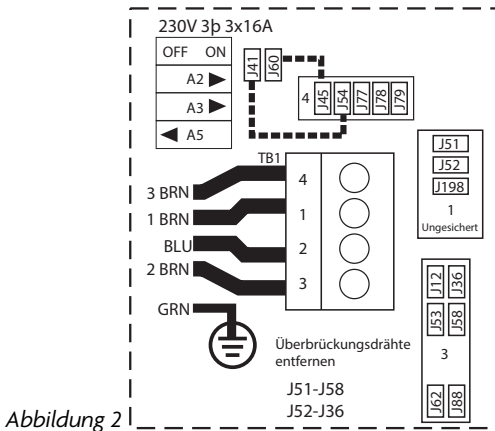 230V 3þ 3x16A
OFF ON
A2
A3
A5
J41
J60
4
J45
J54
J77
J78
J79
J51
J52
J198
1
Ungesichert
TB1
4
1
2
3
3 BRN
1 BRN
BLU
2 BRN
GRN
J12
J36
J53
J58
3
J62
J88
Überbrückungsdrähte
entfernen
J51-J58
J52-J36
Abbildung 2